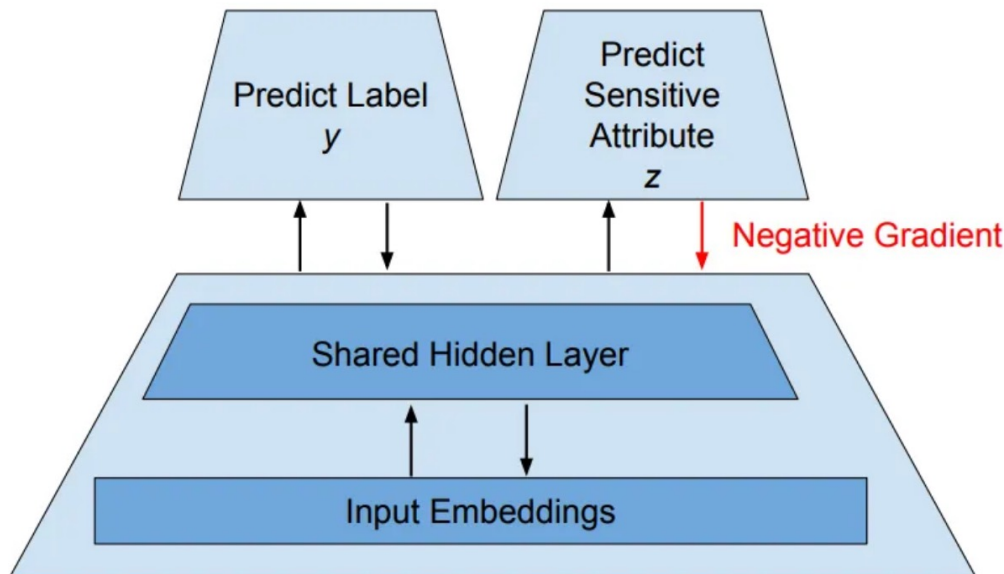 Predict Label
y
Predict
Sensitive
Attribute
z
Negative Gradient
Shared Hidden Layer
Input Embeddings